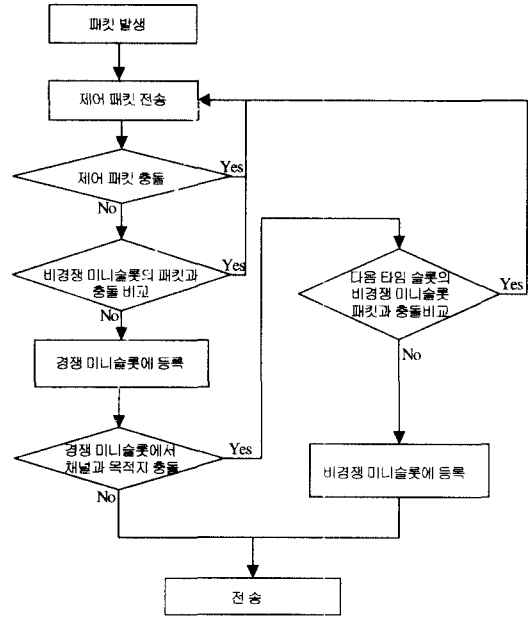 패킷 발생
제어 패킷 전송
제어 패킷 충돌
Yes
No
비경쟁 미니슬롯의 패킷과
충돌 비교
Yes
No
경쟁 미니슬롯에 등록
경쟁 미니슬롯에서
채널과 목적지 충돌
Yes
No
다음 타임 슬롯의
비경쟁 미니슬롯
패킷과 충돌비교
Yes
No
비경쟁 미니슬롯에 등록
전 송